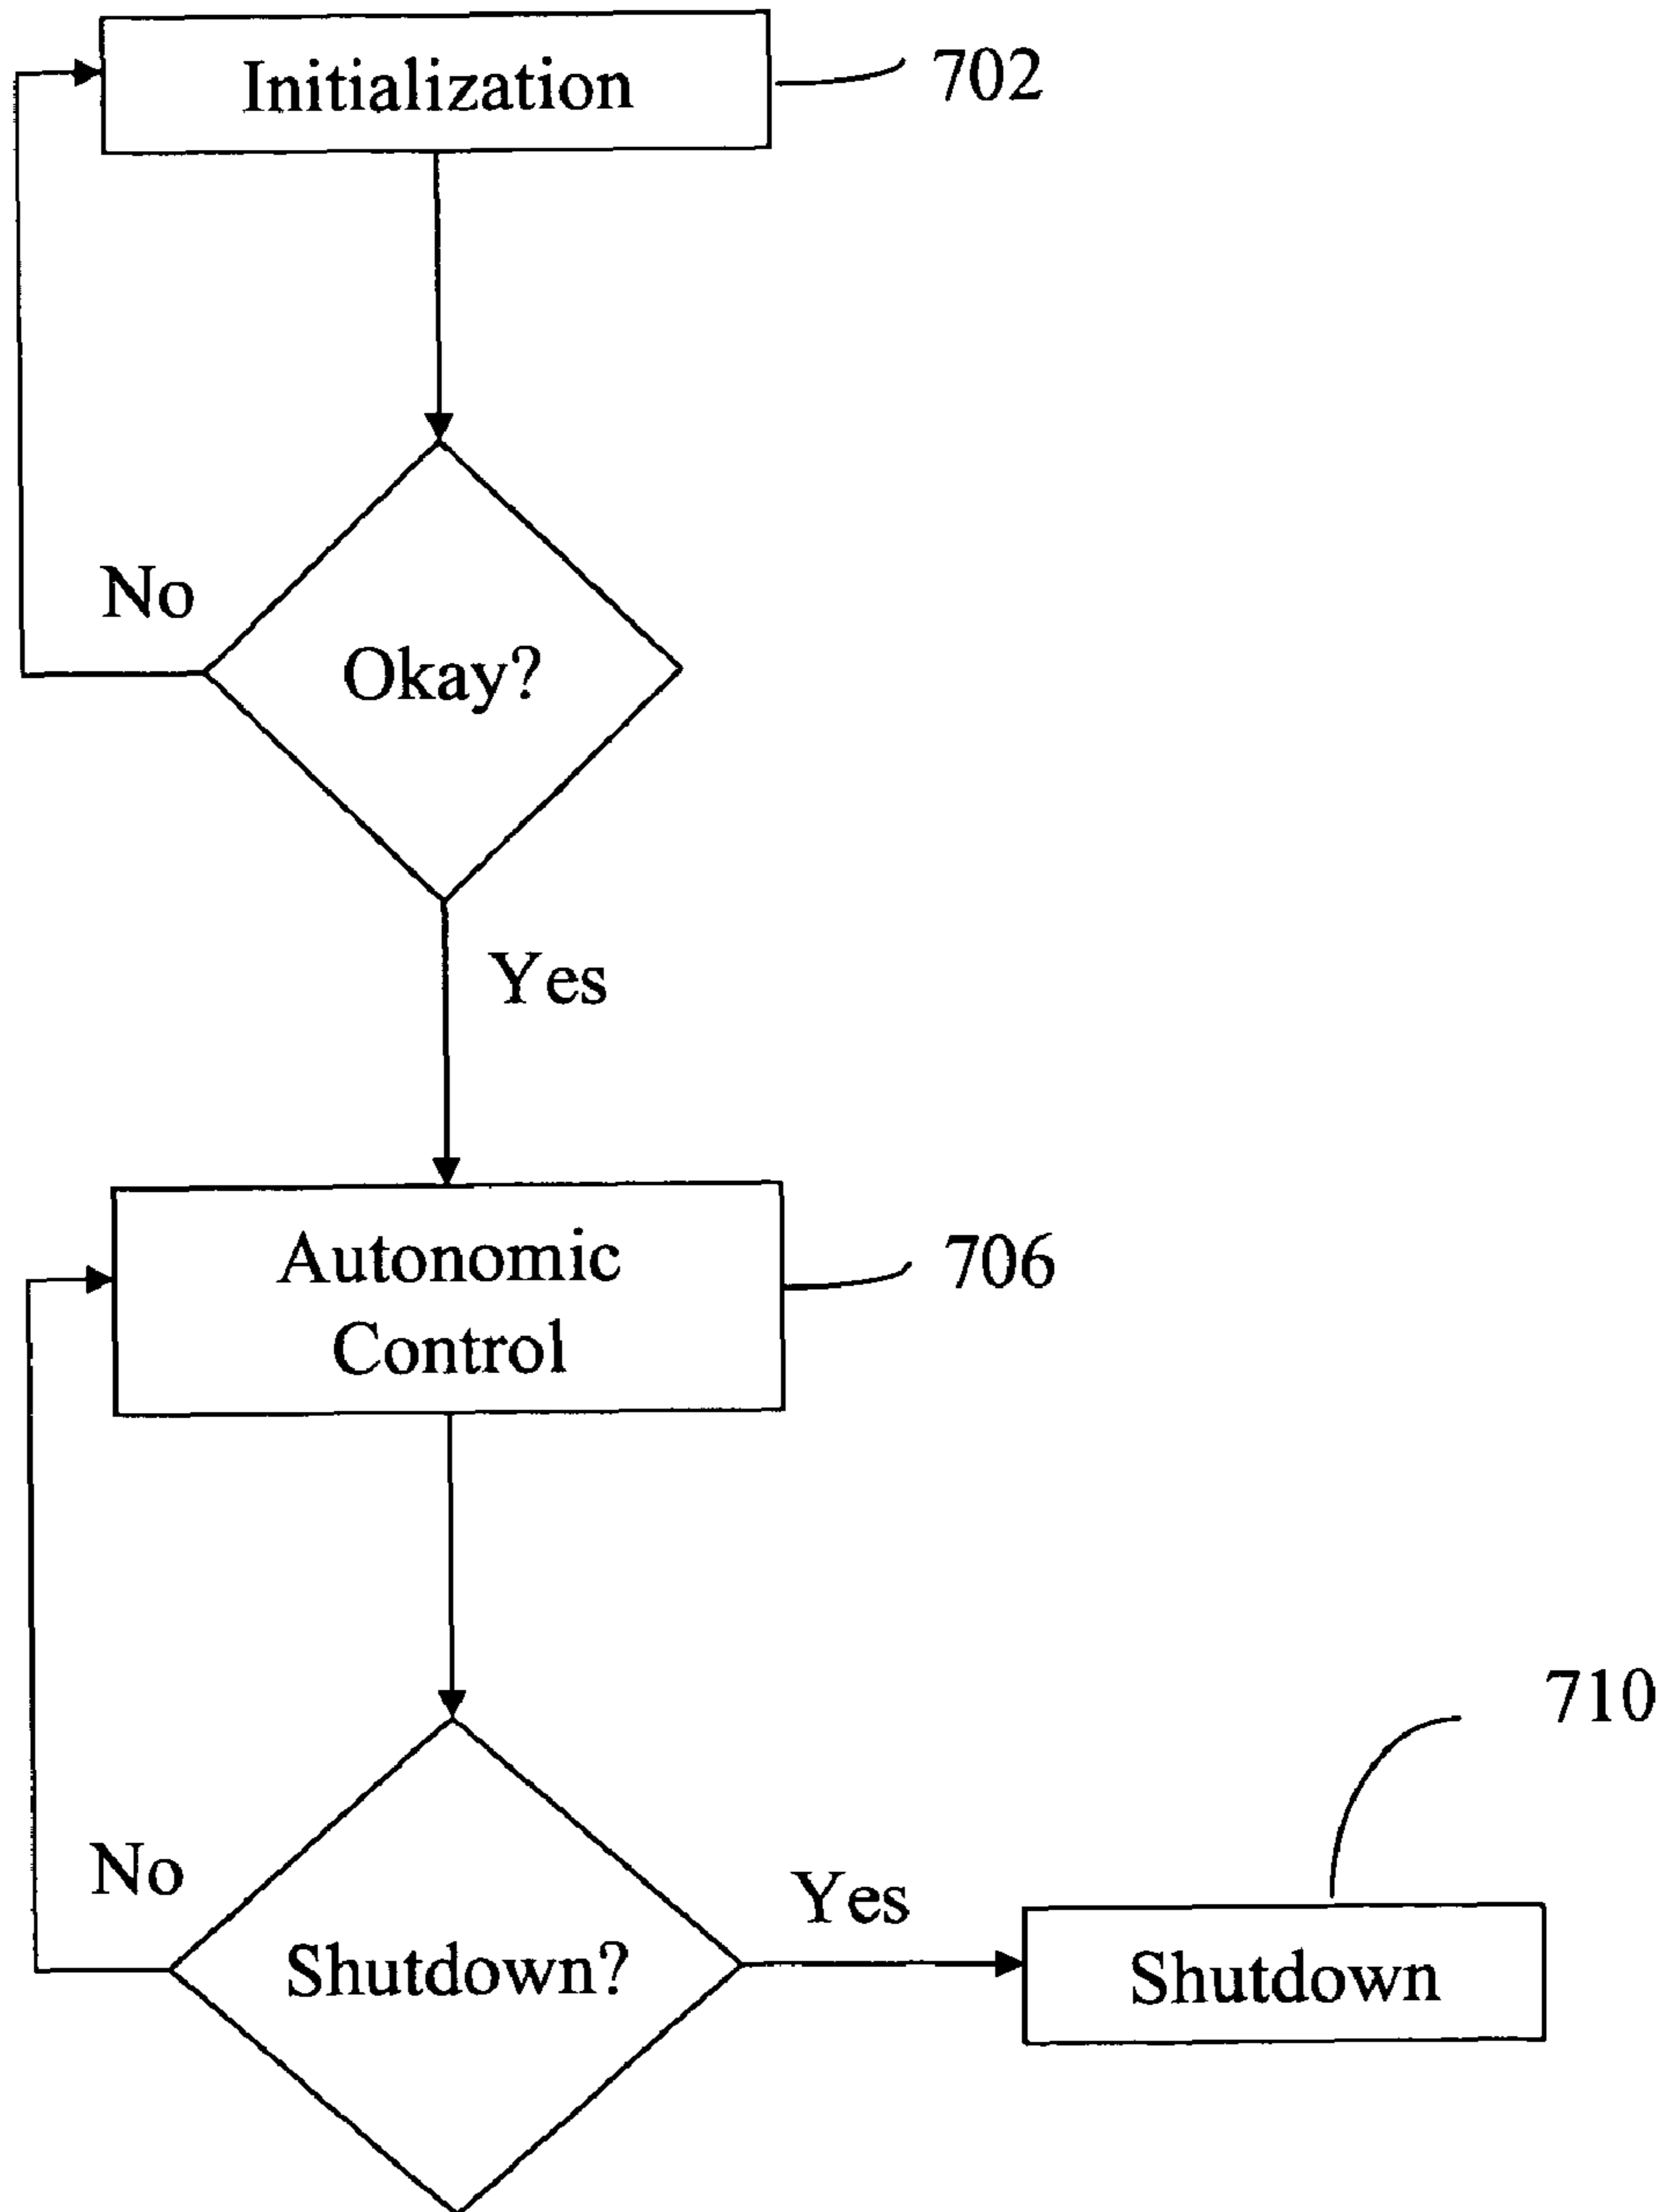 Initialization
702
No
Okay?
Yes
Autonomic
Control
706
710
No
Yes
Shutdown?
Shutdown